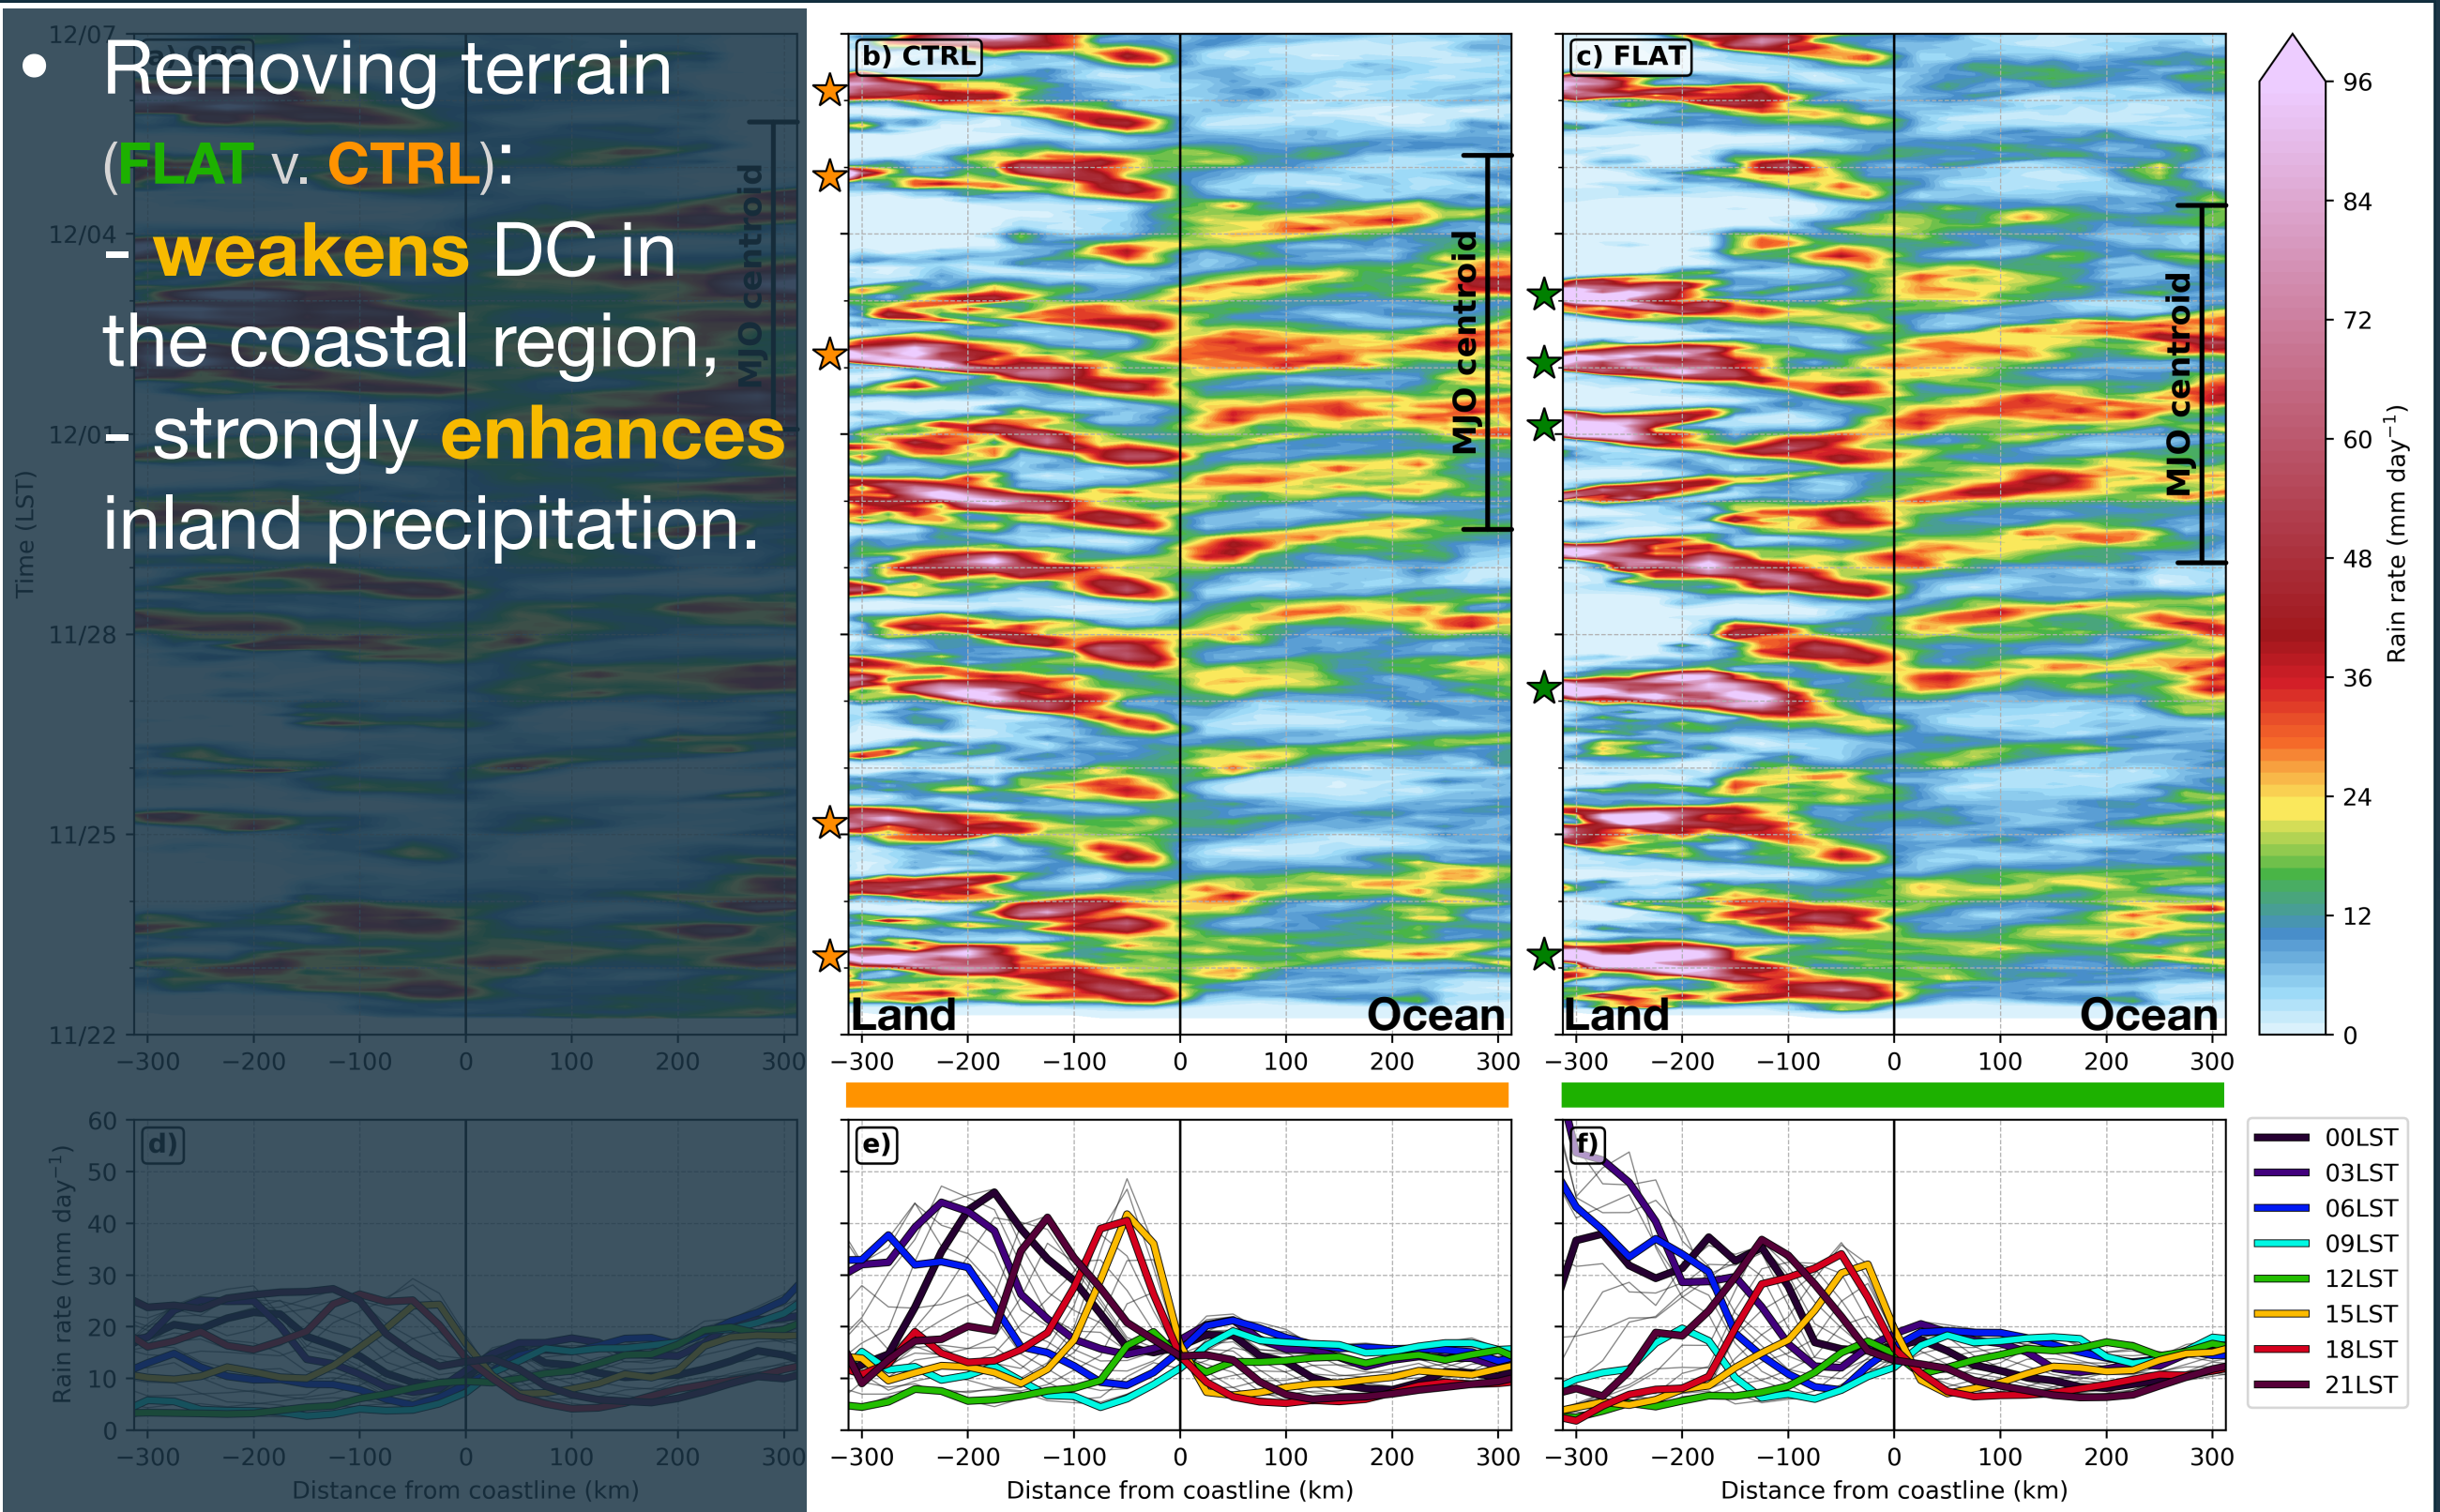 • Removing terrain
(FLAT v. CTRL):
- weakens DC in
the coastal region,
- strongly enhances
inland precipitation.
a) OBS
12/07
12/04
12/01
11/28
11/25
11/22
Time (LST)
MJO centroid
−300 −200 −100 0 100 200 300
b) CTRL
MJO centroid
Land Ocean
−300 −200 −100 0 100 200 300
c) FLAT
MJO centroid
Land Ocean
−300 −200 −100 0 100 200 300
96
84
72
60
48
36
24
12
0
Rain rate (mm day−1)
d)
60
50
40
30
20
10
0
Rain rate (mm day−1)
−300 −200 −100 0 100 200 300
Distance from coastline (km)
e)
−300 −200 −100 0 100 200 300
Distance from coastline (km)
f)
−300 −200 −100 0 100 200 300
Distance from coastline (km)
00LST
03LST
06LST
09LST
12LST
15LST
18LST
21LST